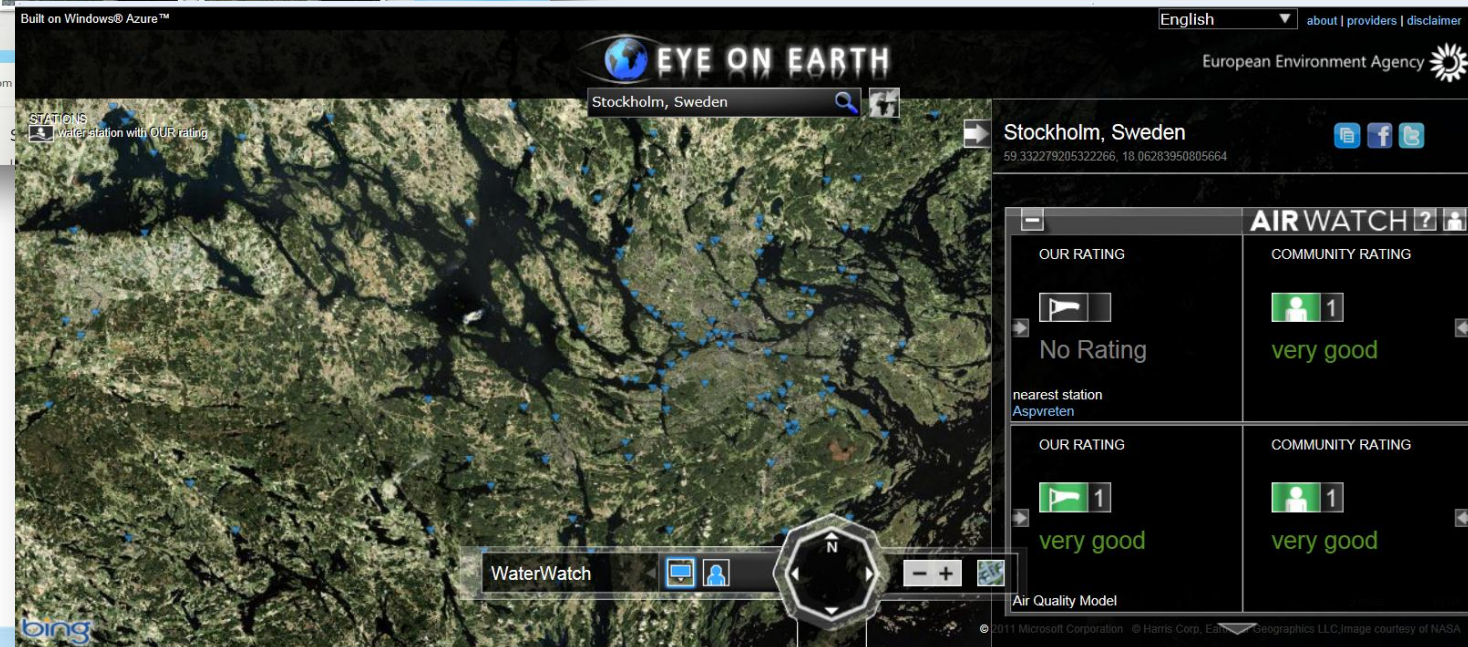 Built on Windows® Azure™
English
about | providers | disclaimer
EYE ON EARTH
European Environment Agency
Stockholm, Sweden
STATIONS
water station with OUR rating
Stockholm, Sweden
59.332279205322266, 18.06283950805664
AIRWATCH ?
OUR RATING
COMMUNITY RATING
1
No Rating
very good
nearest station
Aspvreten
OUR RATING
COMMUNITY RATING
1
1
very good
very good
Air Quality Model
N
WaterWatch
bing
© 2011 Microsoft Corporation © Harris Corp, Geographics LLC,Image courtesy of NASA